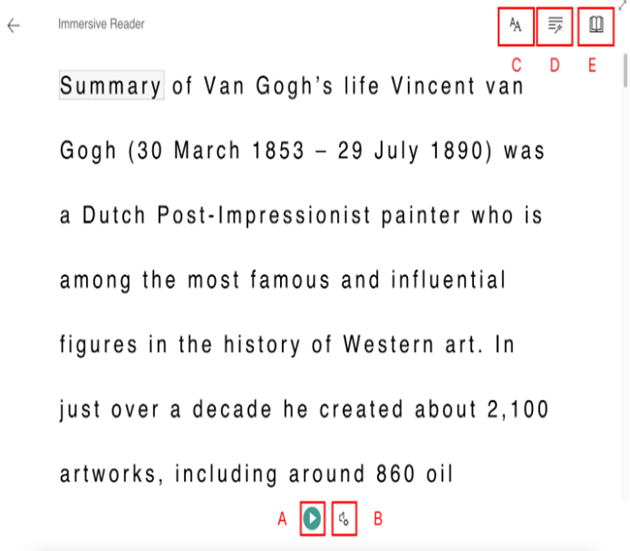 Immersive Reader
AA
C D E
Summary of Van Gogh's life Vincent van
Gogh (30 March 1853 – 29 July 1890) was
a Dutch Post-Impressionist painter who is
among the most famous and influential
figures in the history of Western art. In
just over a decade he created about 2,100
artworks, including around 860 oil
A B